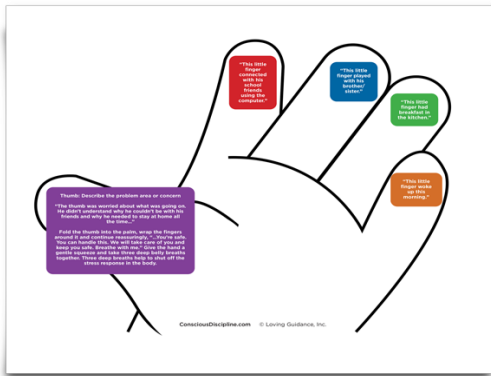 "This little
finger
connected
with his
school
friends
using the
computer."
"This little
finger played
with his
brother/
sister."
"This little
finger had
breakfast in
the kitchen."
"This little
finger woke
up this
morning."
Thumb: Describe the problem area or concern
"The thumb was worried about what was going on.
He didn't understand why he couldn't be with his
friends and why he needed to stay at home all
the time..."
Fold the thumb into the palm, wrap the fingers
around it and continue reassuringly, "...You're safe.
You can handle this. We will take care of you and
keep you safe. Breathe with me." Give the hand a
gentle squeeze and take three deep belly breaths
together. Three deep breaths help to shut off the
stress response in the body.
ConsciousDiscipline.com © Loving Guidance, Inc.